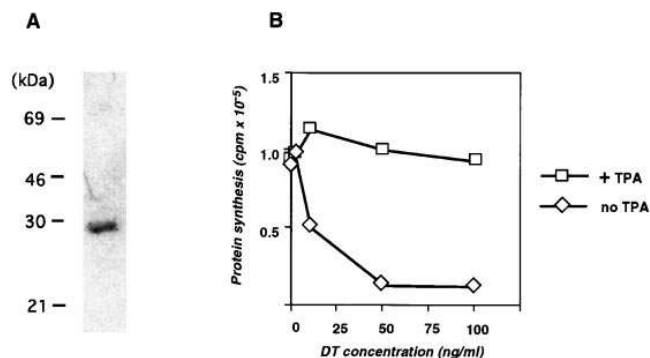 A
(kDa)
69
46
30
21
B
Protein synthesis (cpm x 10⁻⁵)
1.5
1.0
0.5
0 25 50 75 100
DT concentration (ng/ml)
+ TPA
no TPA